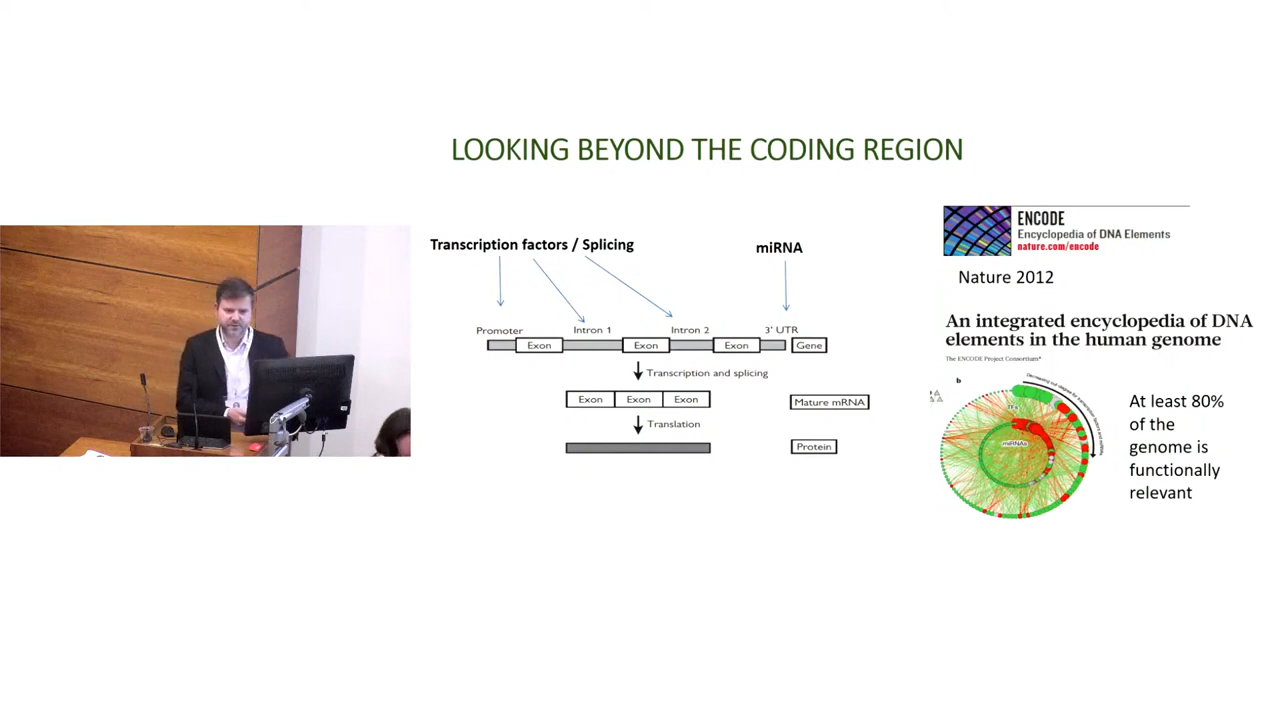 LOOKING BEYOND THE CODING REGION
Transcription factors / Splicing
miRNA
Promoter
Intron 1
Intron 2
3' UTR
Exon
Exon
Exon
Gene
Transcription and splicing
Exon
Exon
Exon
Mature mRNA
Translation
Protein
ENCODE
Encyclopedia of DNA Elements
nature.com/encode
Nature 2012
An integrated encyclopedia of DNA
elements in the human genome
The ENCODE Project Consortium*
b
TFs
miRNAs
At least 80%
of the
genome is
functionally
relevant